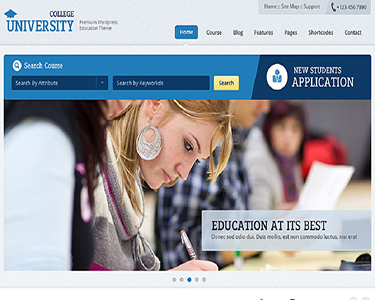 COLLEGE
UNIVERSITY
Premium Wordpress
Education Theme
Home :: Site Map :: Support
+123 456 7890
Home Course Blog Features Pages Shortcodes Contact
Search Course
Search By Attribute
Search By Keywords
Search
NEW STUDENTS
APPLICATION
EDUCATION AT ITS BEST
Donec sed odio dui. Duis mollis, est non commodo luctus, nisi erat